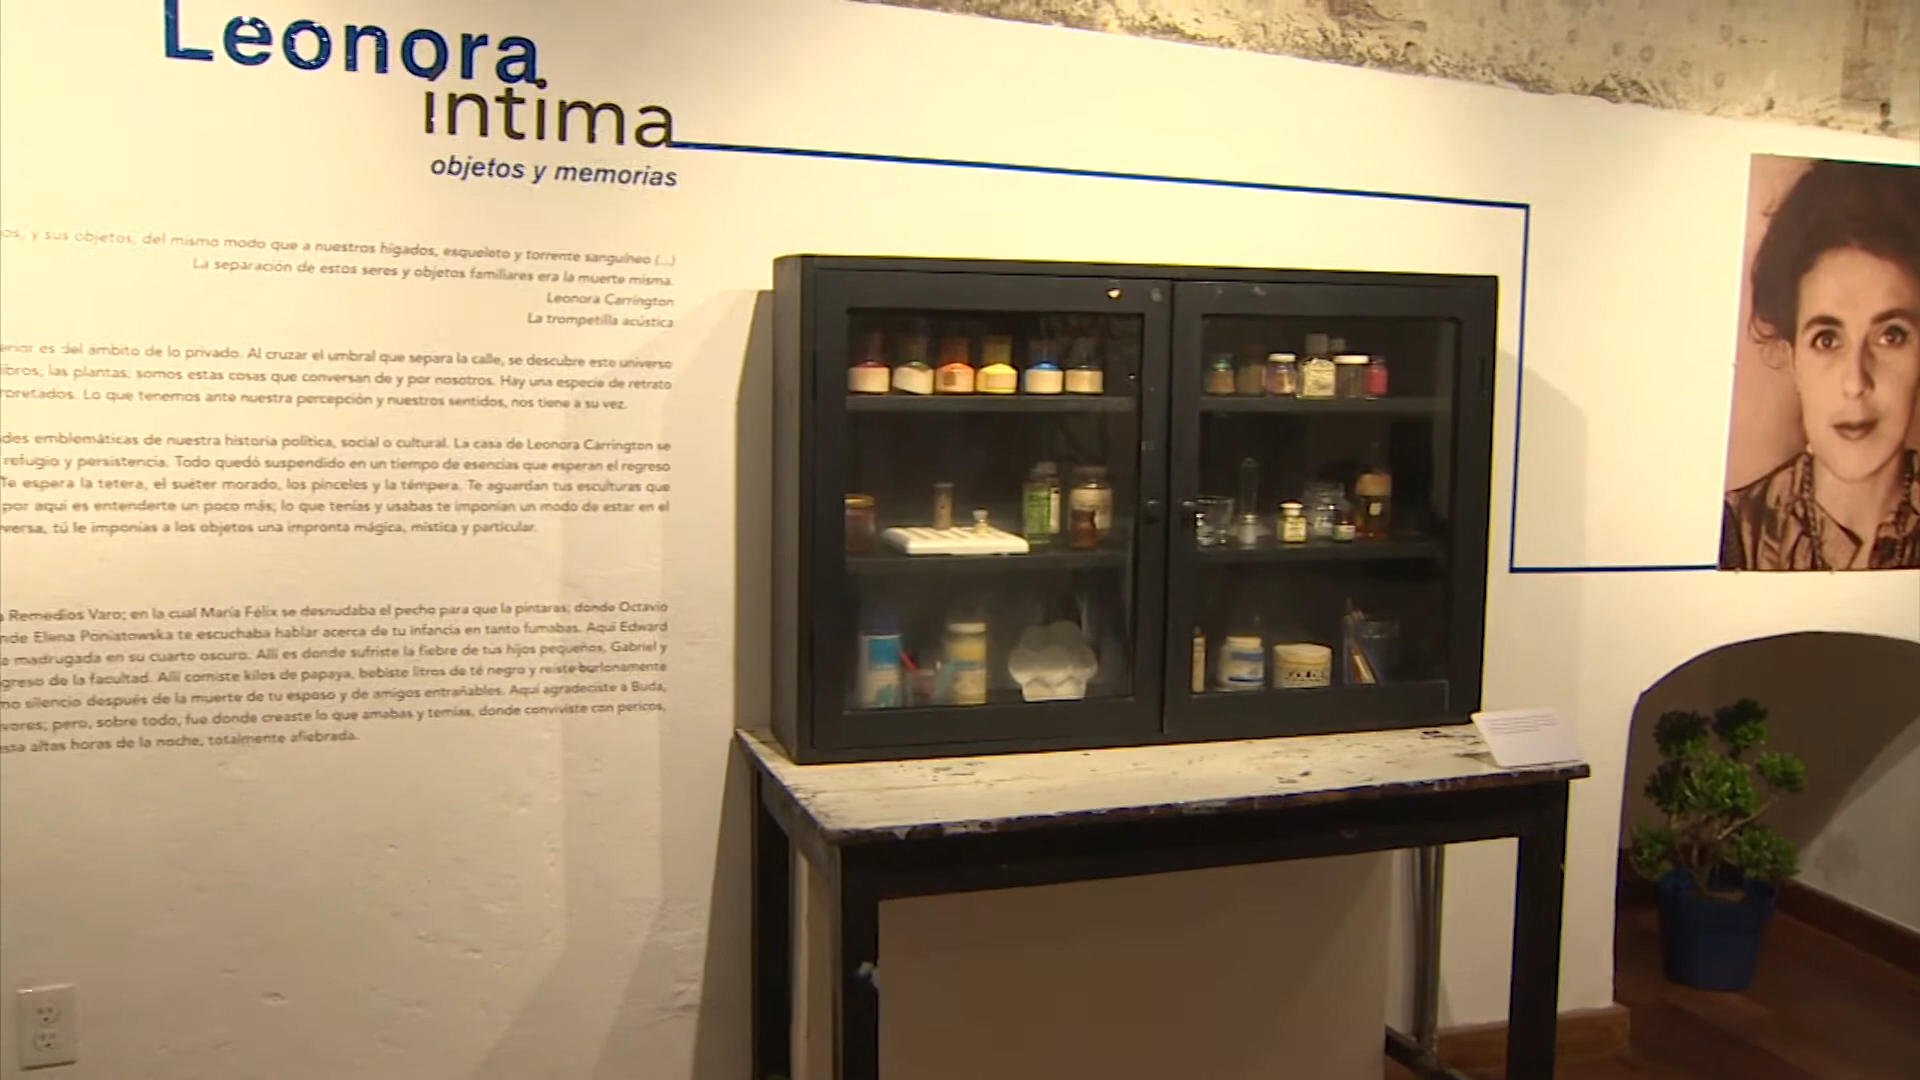 Leonora
íntima
objetos y memorias
os, y sus objetos, del mismo modo que a nuestros hígados, esqueleto y torrente sanguíneo (...)
La separación de estos seres y objetos familiares era la muerte misma.
Leonora Carrington
La trompetilla acústica
erior es del ámbito de lo privado. Al cruzar el umbral que separa la calle, se descubre este universo
libros, las plantas; somos estas cosas que conversan de y por nosotros. Hay una especie de retrato
rpretados. Lo que tenemos ante nuestra percepción y nuestros sentidos, nos tiene a su vez.
des emblemáticas de nuestra historia política, social o cultural. La casa de Leonora Carrington se
refugio y persistencia. Todo quedó suspendido en un tiempo de esencias que esperan el regreso
Te espera la tetera, el suéter morado, los pinceles y la témpera. Te aguardan tus esculturas que
por aquí es entenderte un poco más; lo que tenías y usabas te imponían un modo de estar en el
versa, tú le imponías a los objetos una impronta mágica, mística y particular.
Remedios Varo; en la cual María Félix se desnudaba el pecho para que la pintaras; donde Octavio
nde Elena Poniatowska te escuchaba hablar acerca de tu infancia en tanto fumabas. Aquí Edward
a madrugada en su cuarto oscuro. Allí es donde sufriste la fiebre de tus hijos pequeños, Gabriel y
greso de la facultad. Allí comiste kilos de papaya, bebiste litros de té negro y reiste burlonamente
mo silencio después de la muerte de tu esposo y de amigos entrañables. Aquí agradeciste a Buda,
vores; pero, sobre todo, fue donde creaste lo que amabas y temías, donde conviviste con pericos,
asta altas horas de la noche, totalmente afiebrada.